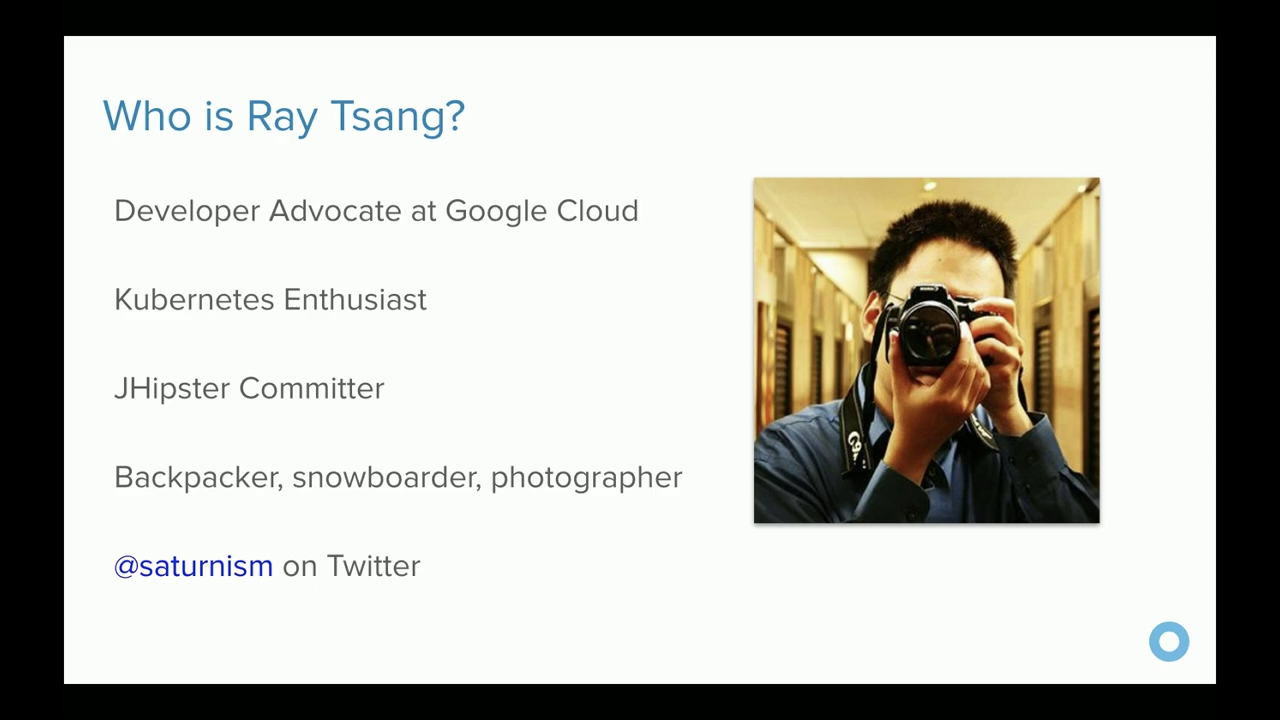 Who is Ray Tsang?
Developer Advocate at Google Cloud
Kubernetes Enthusiast
JHipster Committer
Backpacker, snowboarder, photographer
@saturnism on Twitter